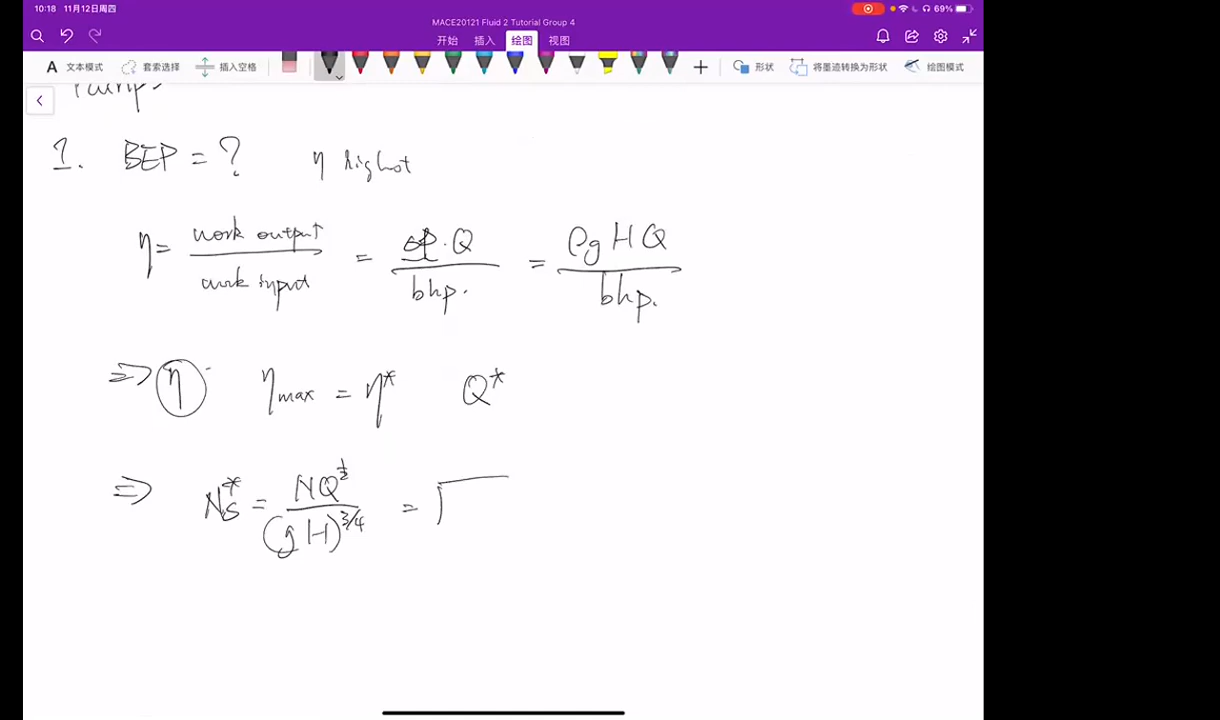 10:18 11月12日周四
69%
MACE20121 Fluid 2 Tutorial Group 4
开始 插入 绘图 视图
文本模式 套索选择 插入空格 形状 将墨迹转换为形状 绘图模式
1. BEP = ? η highest
η = work output / work input = Δp · Q / bhp. = ρg H Q / bhp.
⇒ η ηmax = η* Q*
⇒ Ns* = NQ^1/2 / (gH)^3/4 =